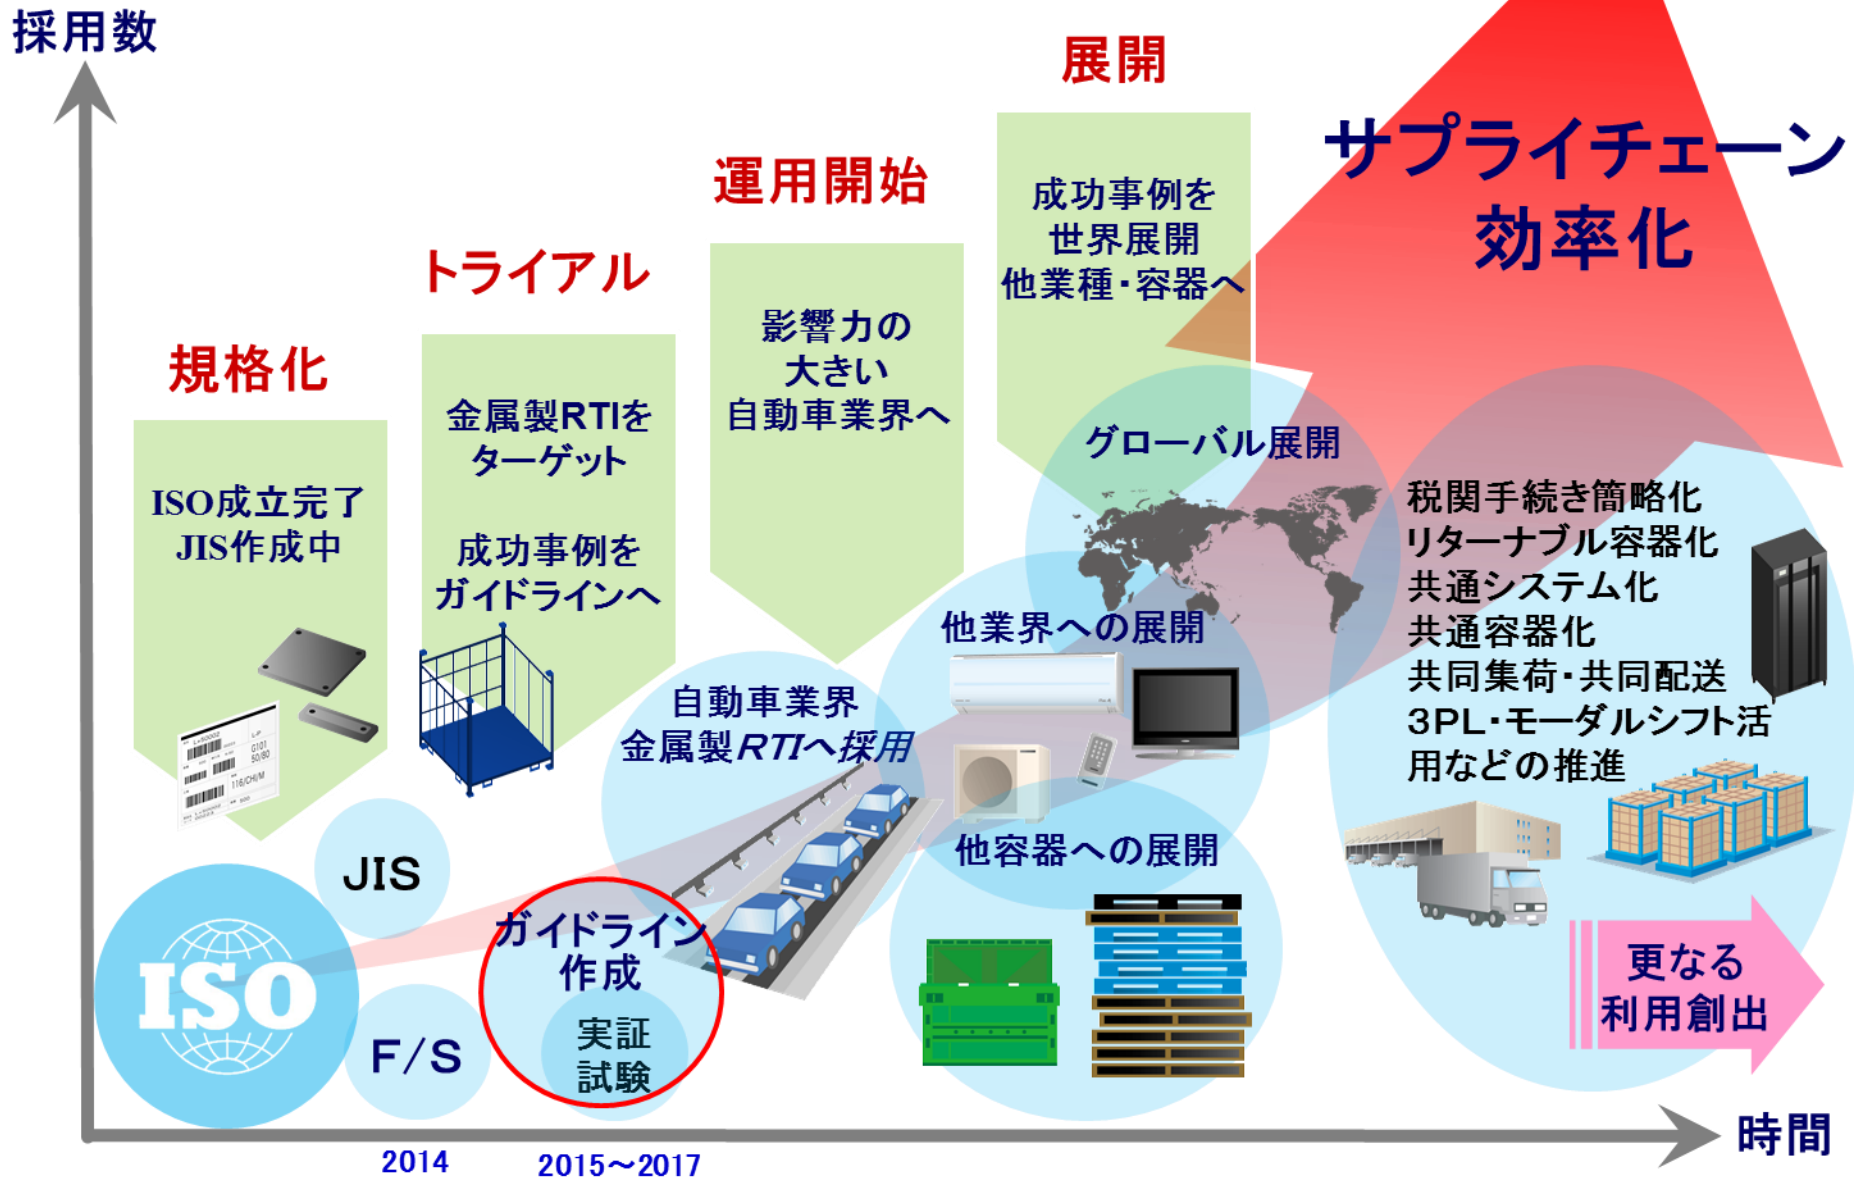 採用数
規格化
ISO成立完了
JIS作成中
トライアル
金属製RTIを
ターゲット
成功事例を
ガイドラインへ
運用開始
影響力の
大きい
自動車業界へ
展開
成功事例を
世界展開
他業種・容器へ
サプライチェーン
効率化
グローバル展開
他業界への展開
自動車業界
金属製RTIへ採用
他容器への展開
税関手続き簡略化
リターナブル容器化
共通システム化
共通容器化
共同集荷・共同配送
3PL・モーダルシフト活
用などの推進
更なる
利用創出
L-P
G101
50/80
116/CHI/M
ISO
JIS
F/S
ガイドライン
作成
実証
試験
2014
2015～2017
時間